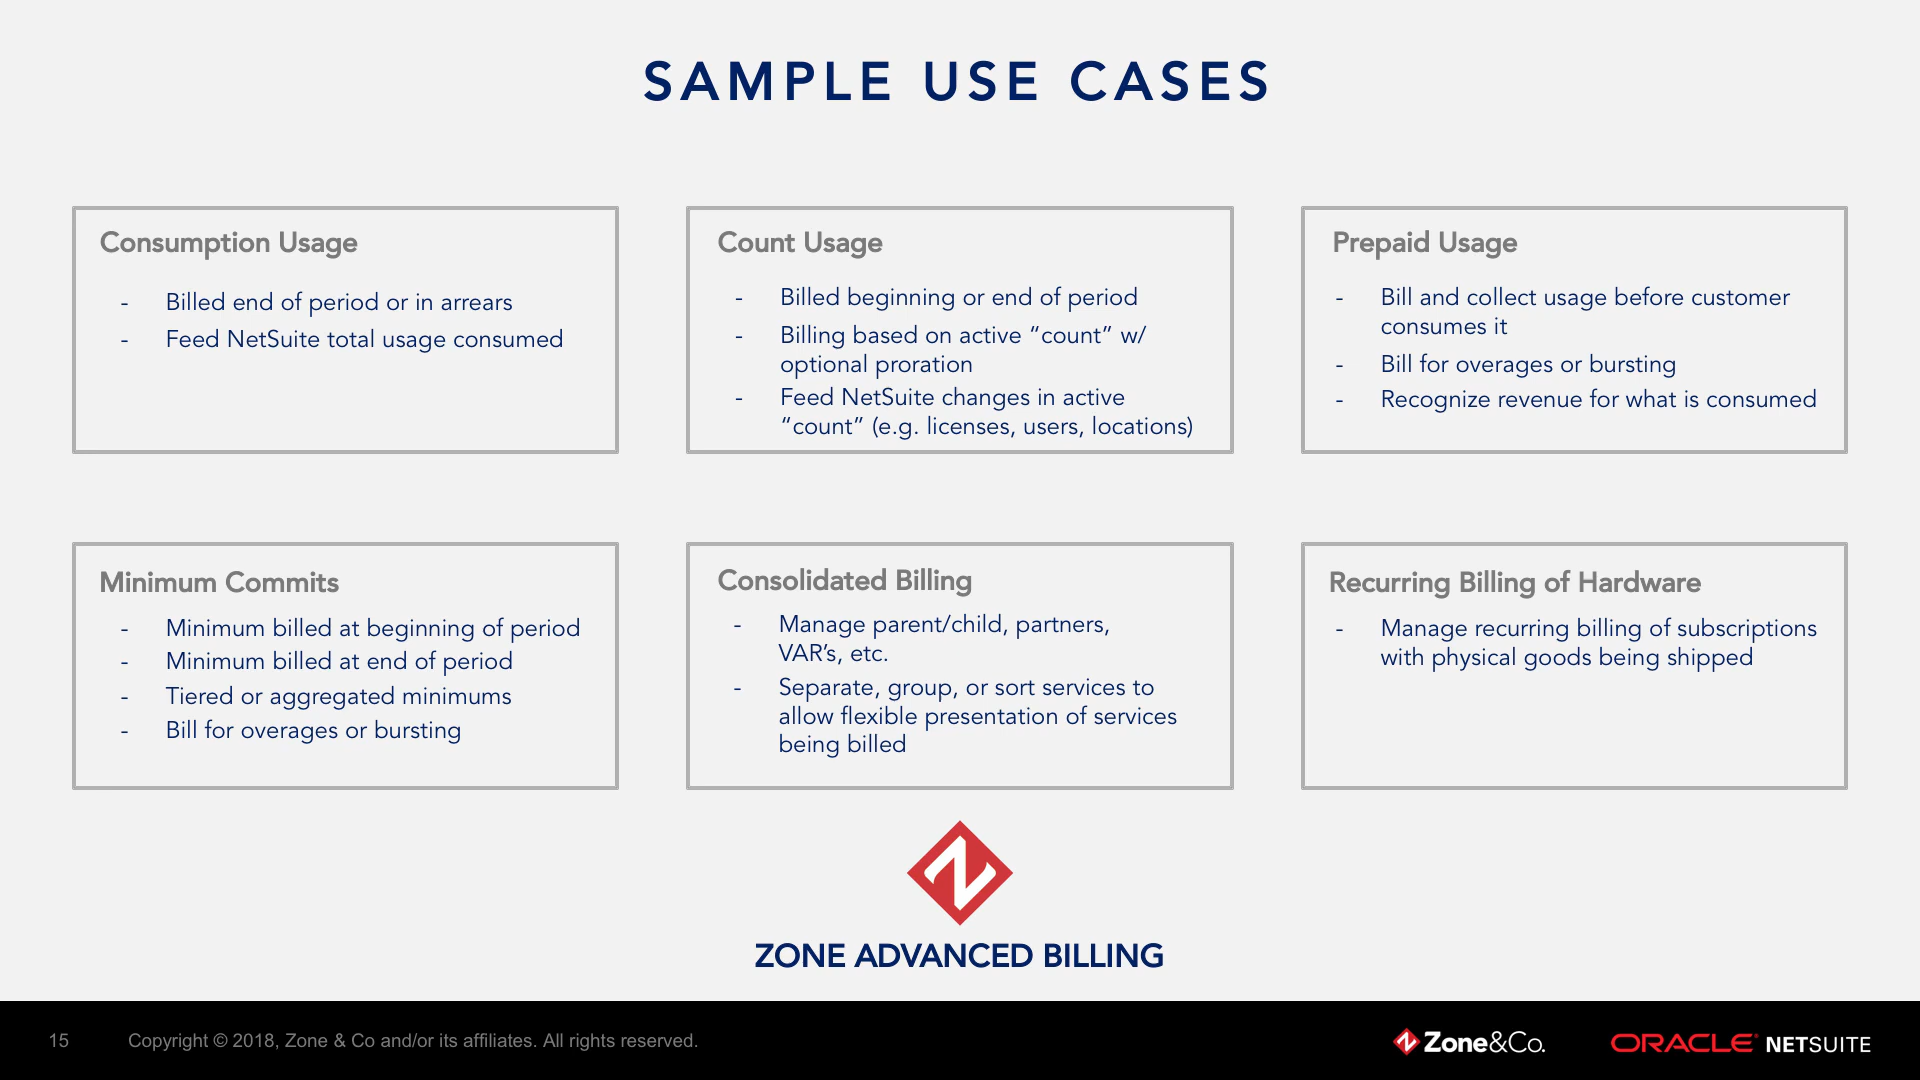 SAMPLE USE CASES
Consumption Usage
- Billed end of period or in arrears
- Feed NetSuite total usage consumed
Count Usage
- Billed beginning or end of period
- Billing based on active “count” w/
optional proration
- Feed NetSuite changes in active
“count” (e.g. licenses, users, locations)
Prepaid Usage
- Bill and collect usage before customer
consumes it
- Bill for overages or bursting
- Recognize revenue for what is consumed
Minimum Commits
- Minimum billed at beginning of period
- Minimum billed at end of period
- Tiered or aggregated minimums
- Bill for overages or bursting
Consolidated Billing
- Manage parent/child, partners,
VAR’s, etc.
- Separate, group, or sort services to
allow flexible presentation of services
being billed
Recurring Billing of Hardware
- Manage recurring billing of subscriptions
with physical goods being shipped
ZONE ADVANCED BILLING
15 Copyright © 2018, Zone & Co and/or its affiliates. All rights reserved.
Zone&Co. ORACLE NETSUITE